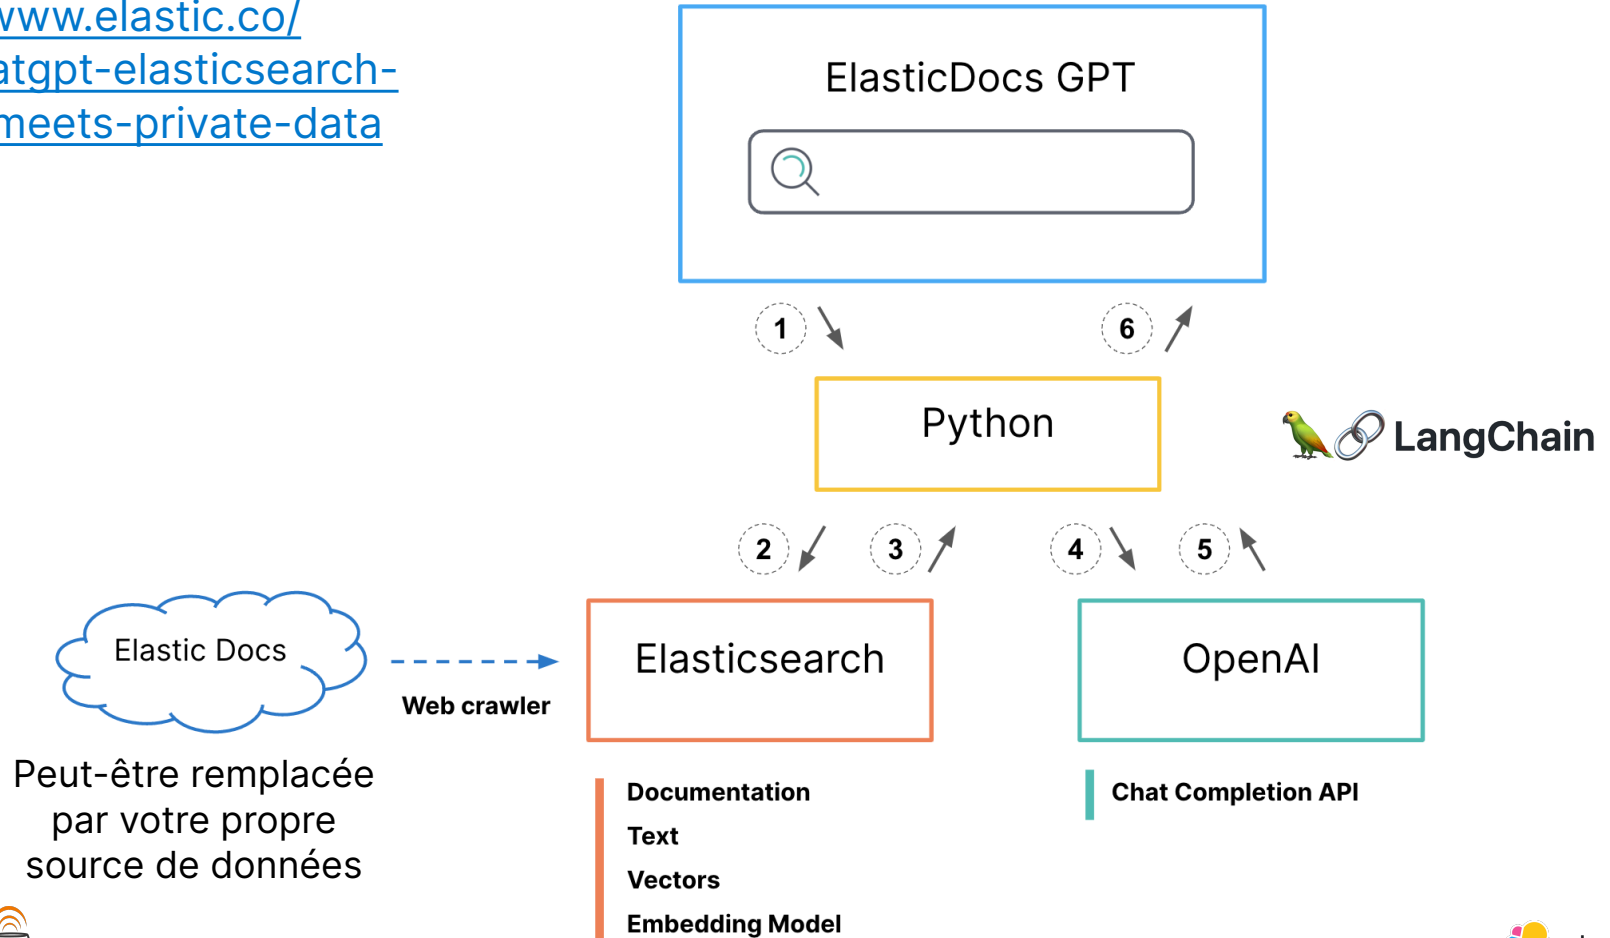 www.elastic.co/
atgpt-elasticsearch-
meets-private-data
ElasticDocs GPT
1
6
Python
LangChain
2
3
4
5
Elastic Docs
Web crawler
Elasticsearch
OpenAI
Peut-être remplacée
par votre propre
source de données
Documentation
Text
Vectors
Embedding Model
Chat Completion API